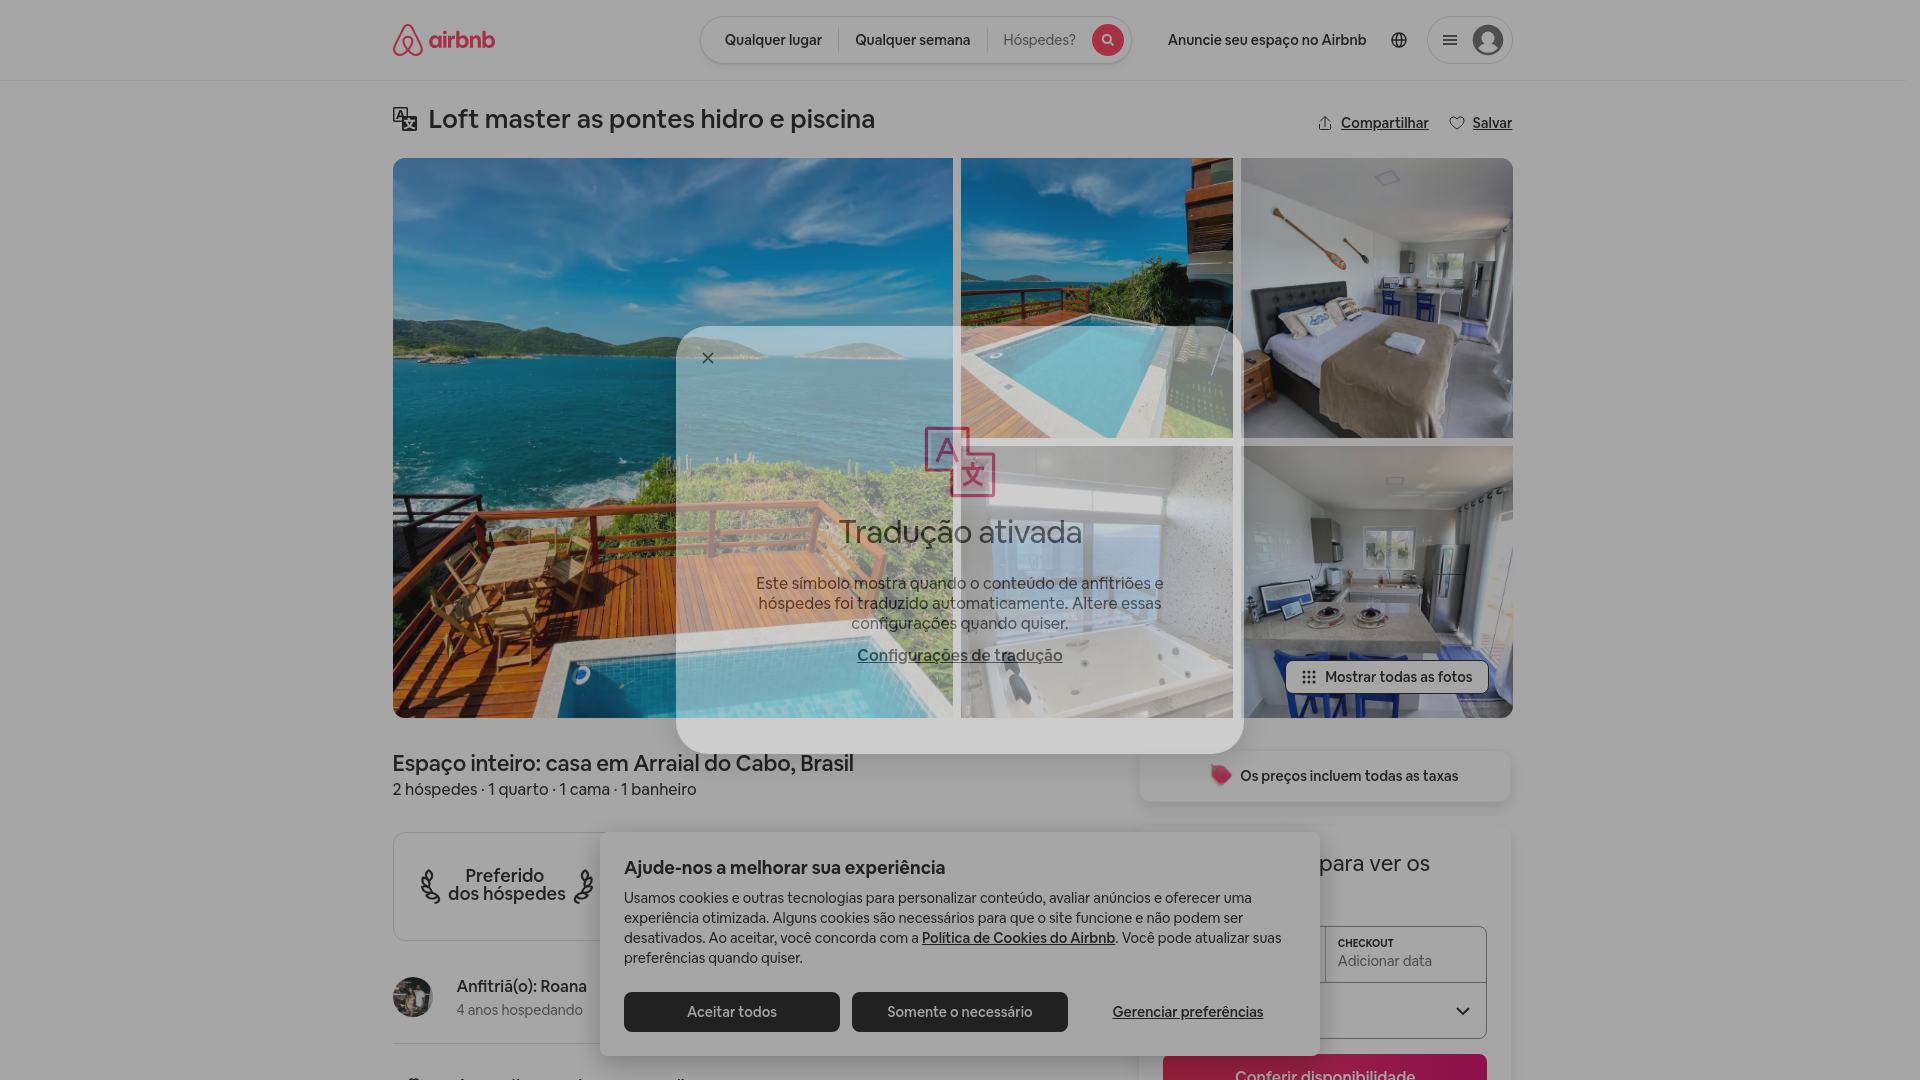 airbnb
Qualquer lugar
Qualquer semana
Hóspedes?
Anuncie seu espaço no Airbnb
Loft master as pontes hidro e piscina
Compartilhar
Salvar
A
文
Tradução ativada
Este símbolo mostra quando o conteúdo de anfitriões e
hóspedes foi traduzido automaticamente. Altere essas
configurações quando quiser.
Configurações de tradução
Mostrar todas as fotos
Espaço inteiro: casa em Arraial do Cabo, Brasil
2 hóspedes · 1 quarto · 1 cama · 1 banheiro
Os preços incluem todas as taxas
Preferido
dos hóspedes
para ver os
CHECKOUT
Adicionar data
Anfitriã(o): Roana
4 anos hospedando
Ajude-nos a melhorar sua experiência
Usamos cookies e outras tecnologias para personalizar conteúdo, avaliar anúncios e oferecer uma
experiência otimizada. Alguns cookies são necessários para que o site funcione e não podem ser
desativados. Ao aceitar, você concorda com a Política de Cookies do Airbnb. Você pode atualizar suas
preferências quando quiser.
Aceitar todos
Somente o necessário
Gerenciar preferências
Conferir disponibilidade